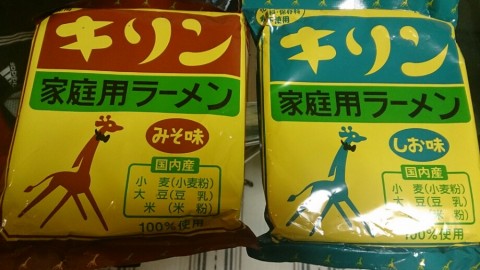 キリン
家庭用ラーメン
みそ味
国内産
小麦(小麦粉)
大豆(豆乳)
米(米粉)
100%使用
キリン
家庭用ラーメン
しお味
国内産
小麦(小麦粉)
大豆(豆乳)
米(米粉)
100%使用